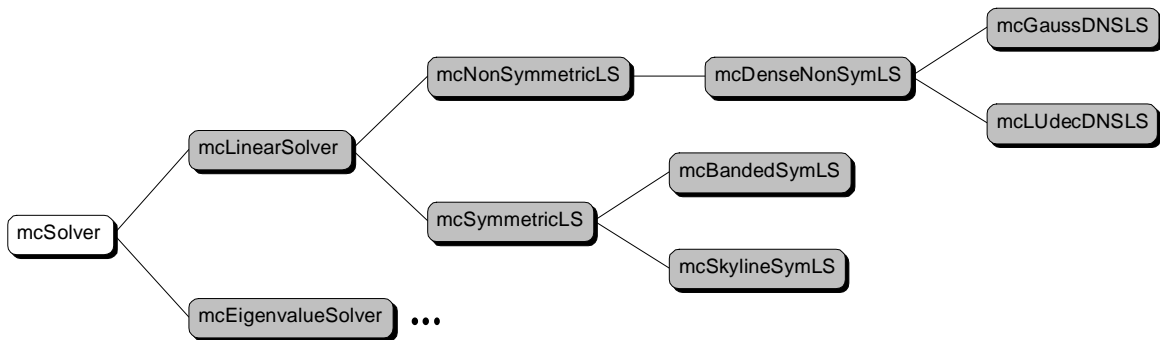 mcGaussDNSLS
mcNonSymmetricLS
mcDenseNonSymLS
mcLUdecDNSLS
mcLinearSolver
mcBandedSymLS
mcSymmetricLS
mcSolver
mcSkylineSymLS
mcEigenvalueSolver •••